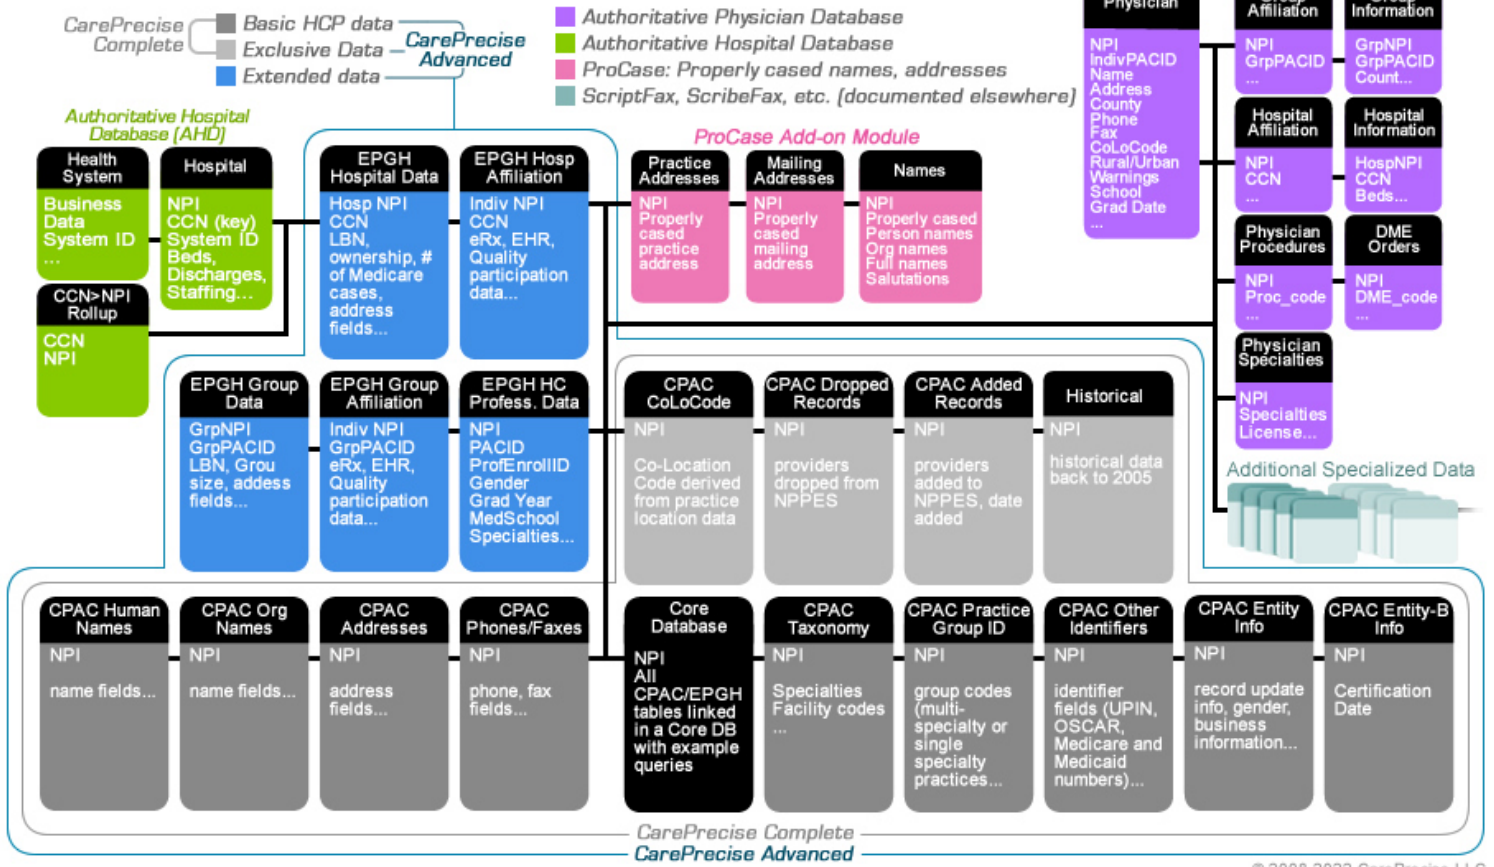 CarePrecise
Complete
Basic HCP data
Exclusive Data
Extended data
CarePrecise
Advanced
Authoritative Physician Database
Authoritative Hospital Database
ProCase: Properly cased names, addresses
ScriptFax, ScribeFax, etc. (documented elsewhere)
Physician
NPI
IndivPACID
Name
Address
County
Phone
Fax
CoLoCode
Rural/Urban
Warnings
School
Grad Date
...
Affiliation
NPI
GrpPACID
...
Information
GrpNPI
GrpPACID
Count...
Hospital
Affiliation
NPI
CCN
...
Hospital
Information
HospNPI
CCN
Beds...
Physician
Procedures
NPI
Proc_code
...
DME
Orders
NPI
DME_code
...
Physician
Specialties
NPI
Specialties
License...
Additional Specialized Data
Authoritative Hospital
Database (AHD)
Health
System
Business
Data
System ID
...
Hospital
NPI
CCN (key)
System ID
Beds,
Discharges,
Staffing...
CCN>NPI
Rollup
CCN
NPI
EPGH
Hospital Data
Hosp NPI
CCN
LBN,
ownership, #
of Medicare
cases,
address
fields...
EPGH Hosp
Affiliation
Indiv NPI
CCN
eRx, EHR,
Quality
participation
data...
ProCase Add-on Module
Practice
Addresses
NPI
Properly
cased
practice
address
Mailing
Addresses
NPI
Properly
cased
mailing
address
Names
NPI
Properly cased
Person names
Org names
Full names
Salutations
EPGH Group
Data
GrpNPI
GrpPACID
LBN, Grou
size, addess
fields...
EPGH Group
Affiliation
Indiv NPI
GrpPACID
eRx, EHR,
Quality
participation
data...
EPGH HC
Profess. Data
NPI
PACID
ProfEnrollID
Gender
Grad Year
MedSchool
Specialties...
CPAC
CoLoCode
NPI
Co-Location
Code derived
from practice
location data
CPAC Dropped
Records
NPI
providers
dropped from
NPPES
CPAC Added
Records
NPI
providers
added to
NPPES, date
added
Historical
NPI
historical data
back to 2005
CPAC Human
Names
NPI
name fields...
CPAC Org
Names
NPI
name fields...
CPAC
Addresses
NPI
address
fields...
CPAC
Phones/Faxes
NPI
phone, fax
fields...
Core
Database
NPI
All
CPAC/EPGH
tables linked
in a Core DB
with example
queries
CPAC
Taxonomy
NPI
Specialties
Facility codes
...
CPAC Practice
Group ID
NPI
group codes
(multi-
specialty or
single
specialty
practices...
CPAC Other
Identifiers
NPI
identifier
fields (UPIN,
OSCAR,
Medicare and
Medicaid
numbers)...
CPAC Entity
Info
NPI
record update
info, gender,
business
information...
CPAC Entity-B
Info
NPI
Certification
Date
CarePrecise Complete
CarePrecise Advanced